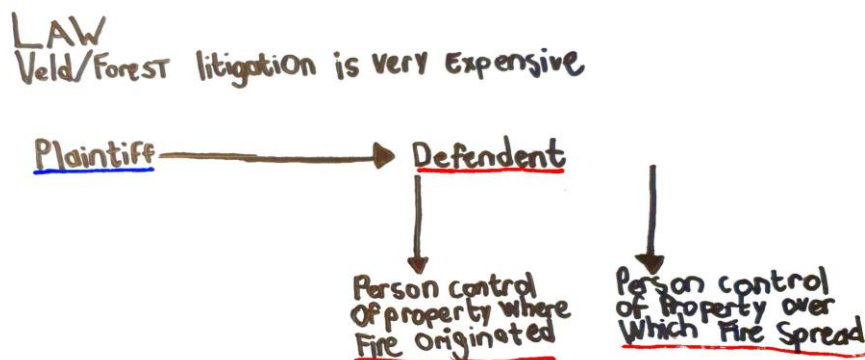 LAW
Veld/Forest litigation is very Expensive
Plaintiff
Defendent
Person control
Of property where
Fire Originated
Person control
of Property over
Which Fire Spread